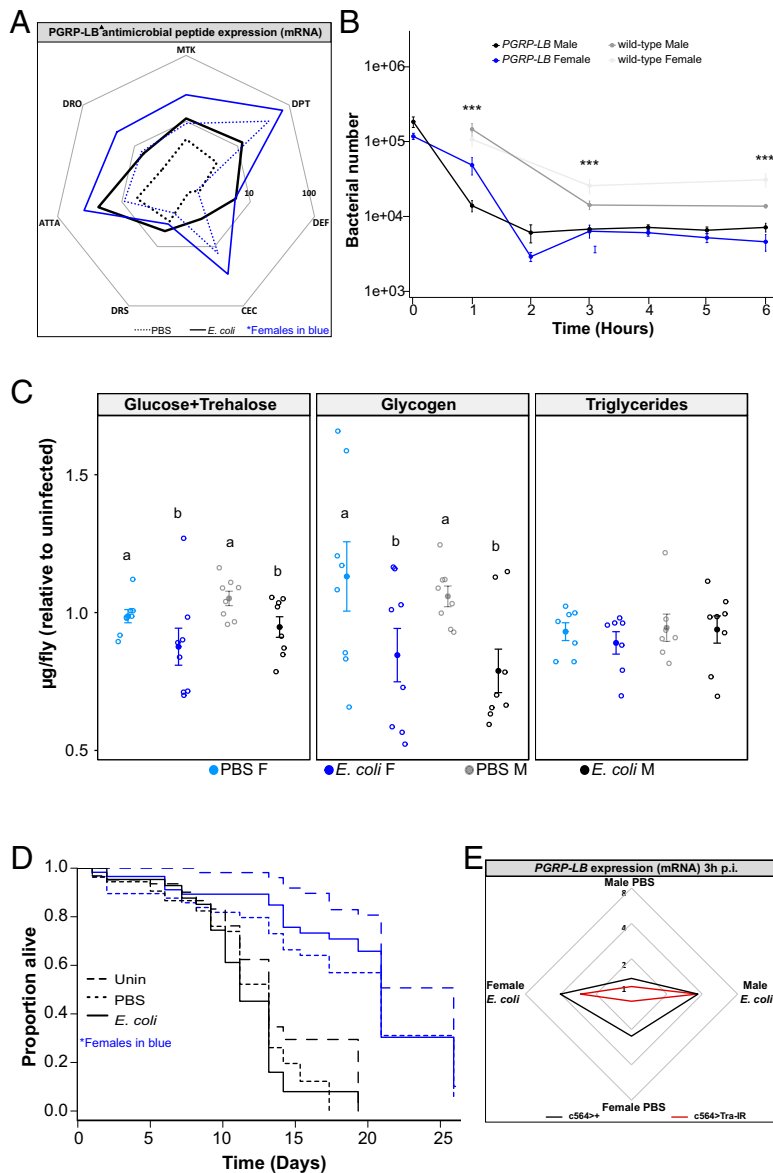 A
PGRP-LB▲ antimicrobial peptide expression (mRNA)
MTK
DRO
DPT
10
100
ATTA
DEF
DRS
CEC
PBS
E. coli
*Females in blue
B
PGRP-LB Male
wild-type Male
PGRP-LB Female
wild-type Female
1e+06
***
1e+05
***
***
1e+04
1e+03
Bacterial number
0 1 2 3 4 5 6
Time (Hours)
C
Glucose+Trehalose
Glycogen
Triglycerides
µg/fly (relative to uninfected)
1.5
1.0
0.5
a b a b
a b a b
PBS F
E. coli F
PBS M
E. coli M
D
Proportion alive
1.0
0.8
0.6
0.4
0.2
0.0
Unin
PBS
E. coli
*Females in blue
0 5 10 15 20 25
Time (Days)
E
PGRP-LB expression (mRNA) 3h p.i.
Male PBS
8
4
2
1
Female
E. coli
Male
E. coli
Female PBS
c564>+
c564>Tra-IR